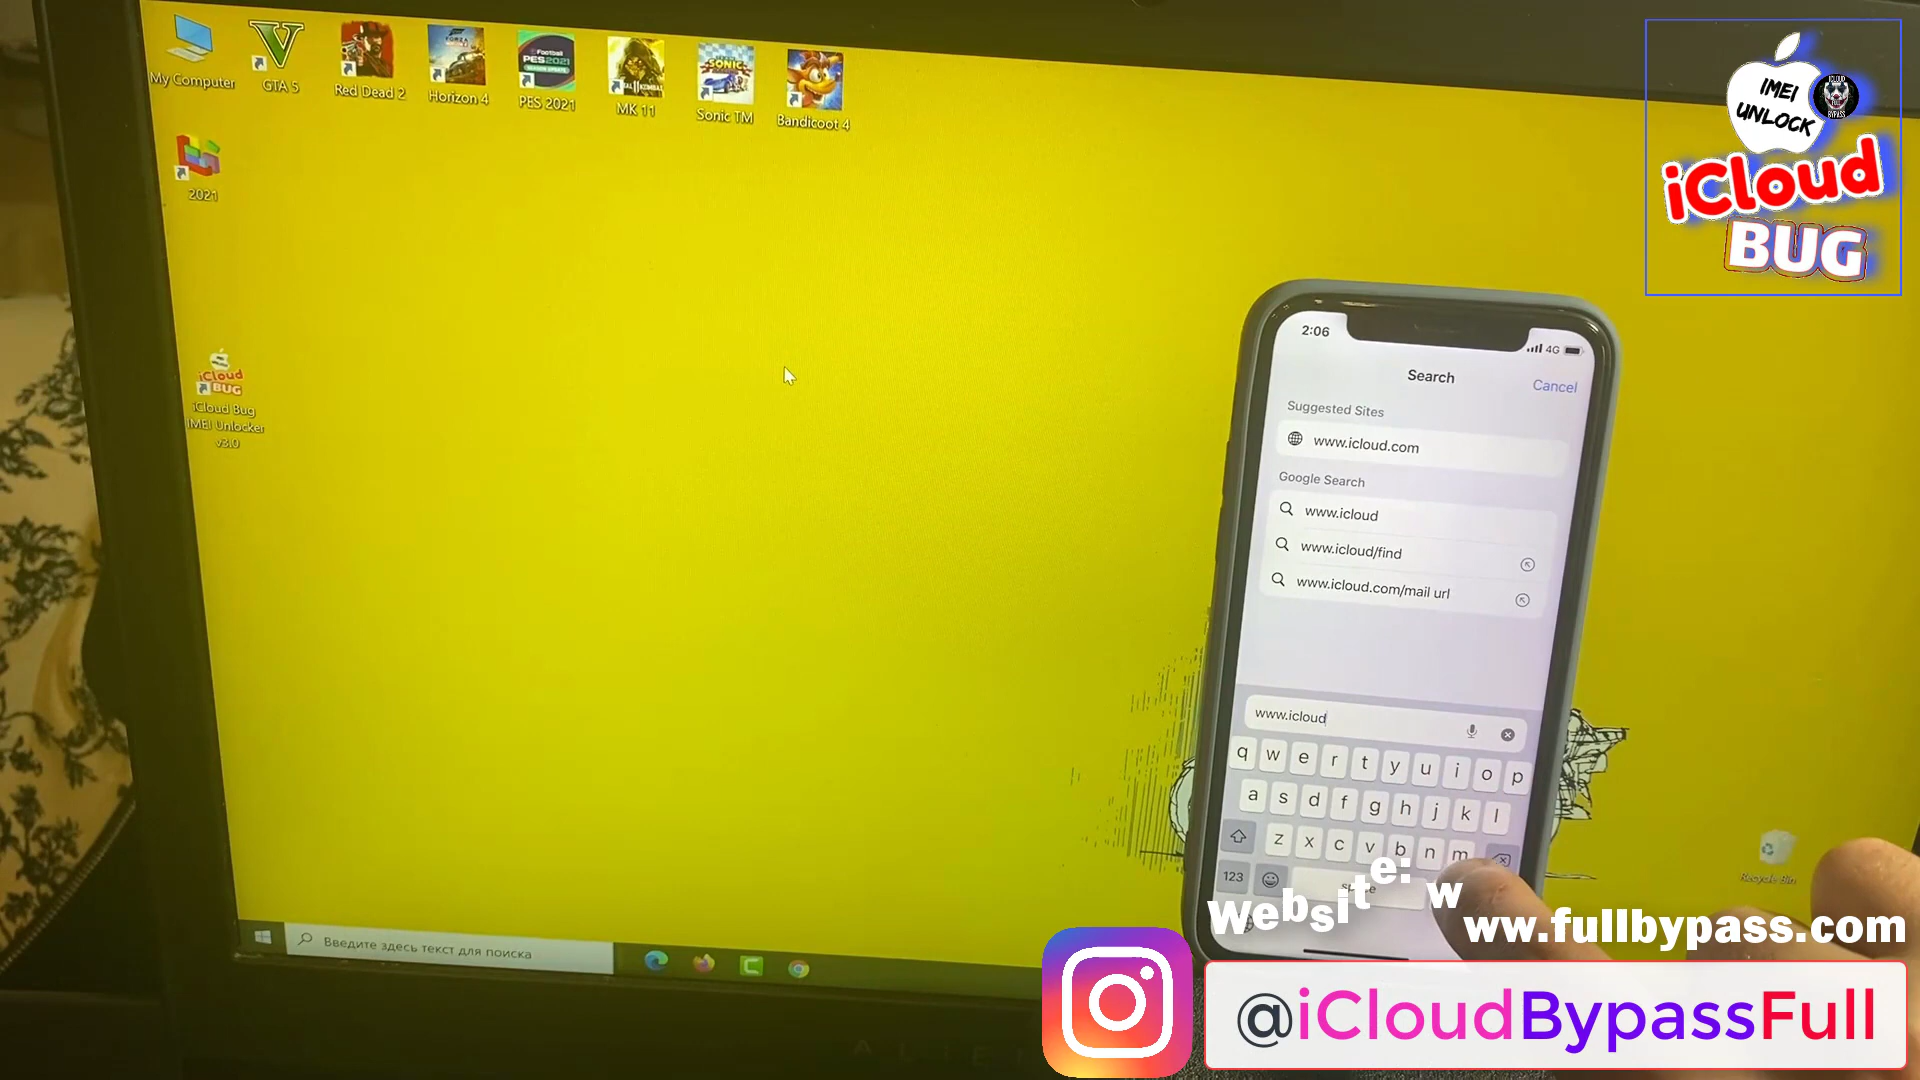 My Computer
GTA 5
Red Dead 2
Horizon 4
PES 2021
MK 11
Sonic TM
Bandicoot 4
2021
iCloud
BUG
iCloud Bug
IMEI Unlocker
v3.0
IMEI
UNLOCK
iCloud
BUG
2:06
4G
Search
Cancel
Suggested Sites
www.icloud.com
Google Search
www.icloud
www.icloud/find
www.icloud.com/mail url
www.icloud
q w e r t y u i o p
a s d f g h j k l
z x c v b n m
123
Recycle Bin
Введите здесь текст для поиска
Website: www.fullbypass.com
@iCloudBypassFull